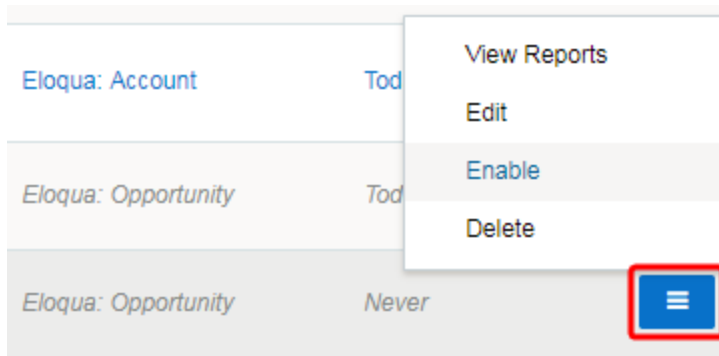 View Reports
Eloqua: Account Tod
Edit
Enable
Eloqua: Opportunity Tod
Delete
Eloqua: Opportunity Never